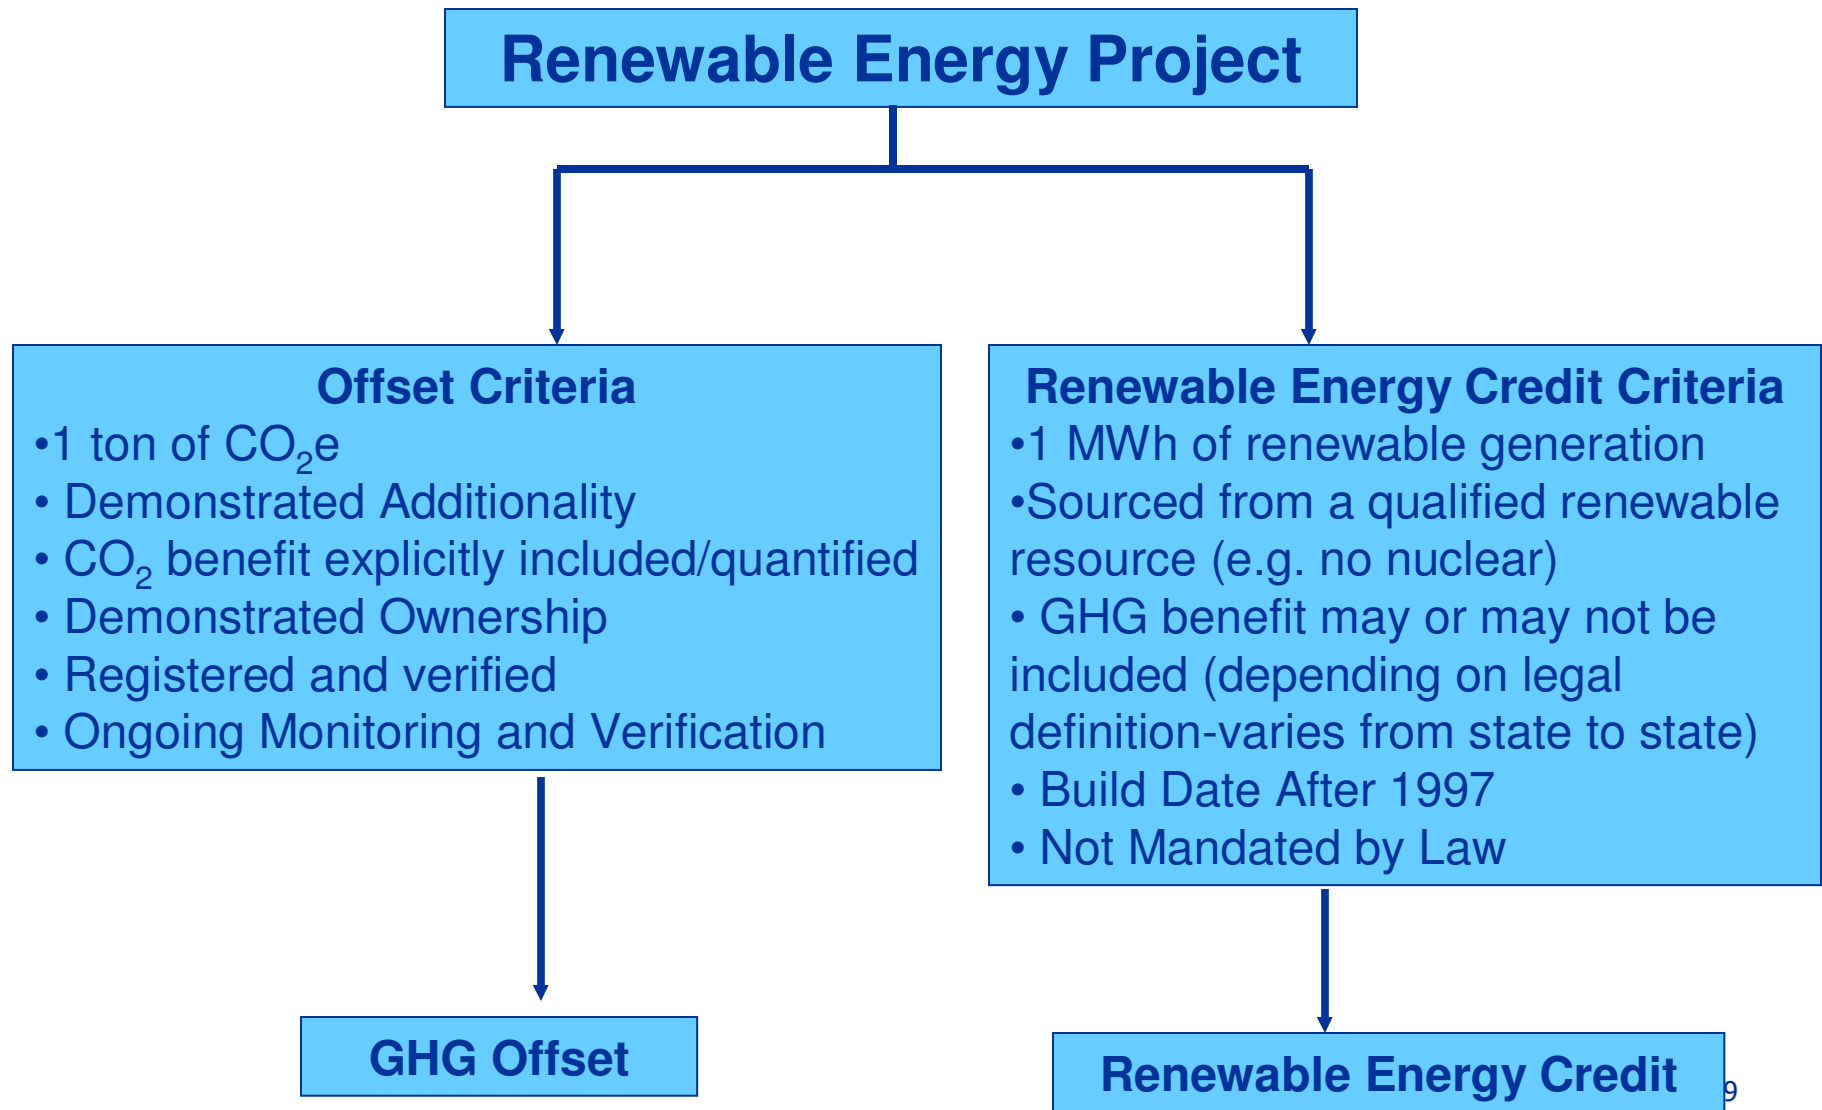 Renewable Energy Project
Offset Criteria
•1 ton of CO₂e
• Demonstrated Additionality
• CO₂ benefit explicitly included/quantified
• Demonstrated Ownership
• Registered and verified
• Ongoing Monitoring and Verification
Renewable Energy Credit Criteria
•1 MWh of renewable generation
•Sourced from a qualified renewable
resource (e.g. no nuclear)
• GHG benefit may or may not be
included (depending on legal
definition-varies from state to state)
• Build Date After 1997
• Not Mandated by Law
GHG Offset
Renewable Energy Credit
9